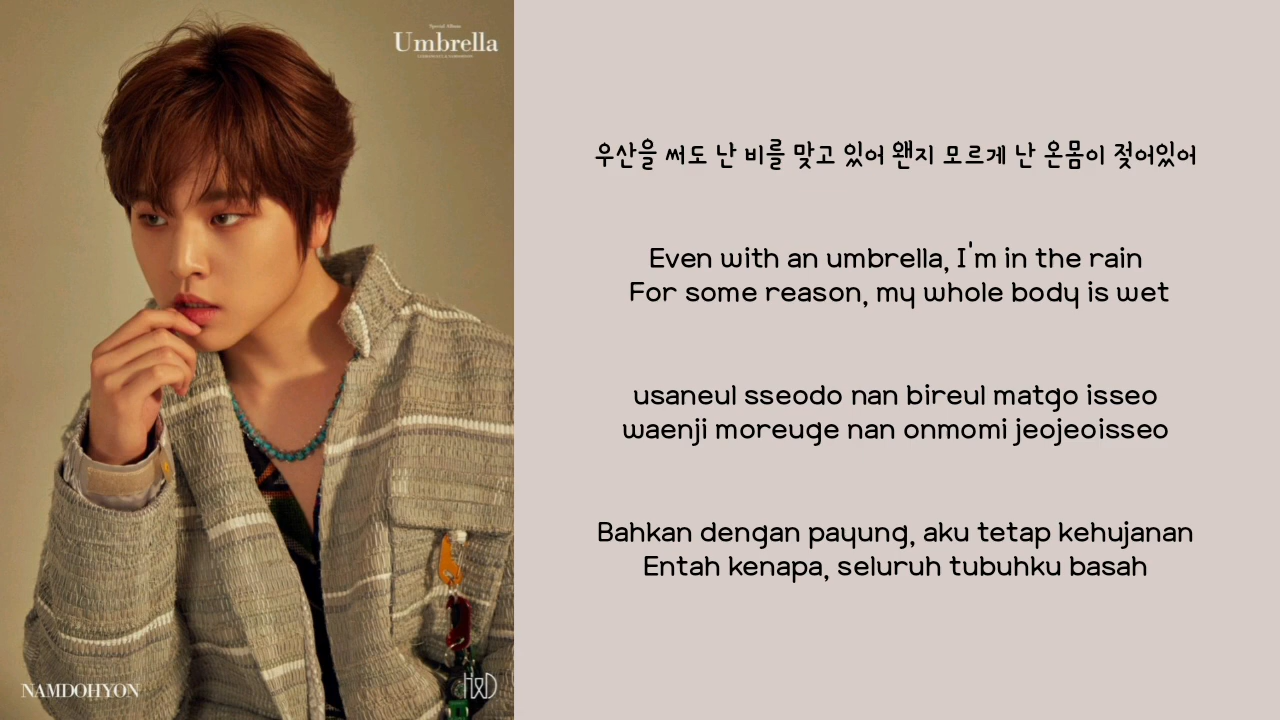 Special Album
Umbrella
우산을 써도 난 비를 맞고 있어 왠지 모르게 난 온몸이 젖어있어
Even with an umbrella, I'm in the rain
For some reason, my whole body is wet
usaneul sseodo nan bireul matgo isseo
waenji moreuge nan onmomi jeojeoisseo
Bahkan dengan payung, aku tetap kehujanan
Entah kenapa, seluruh tubuhku basah
NAMDOHYON
H&D